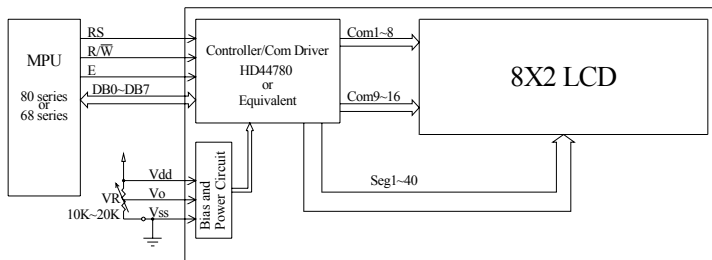 MPU
80 series
or
68 series
RS
R/W̅
E
DB0~DB7
Controller/Com Driver
HD44780
or
Equivalent
Com1~8
Com9~16
8X2 LCD
Seg1~40
Vdd
Vo
Vss
VR
10K~20K
Bias and
Power Circuit